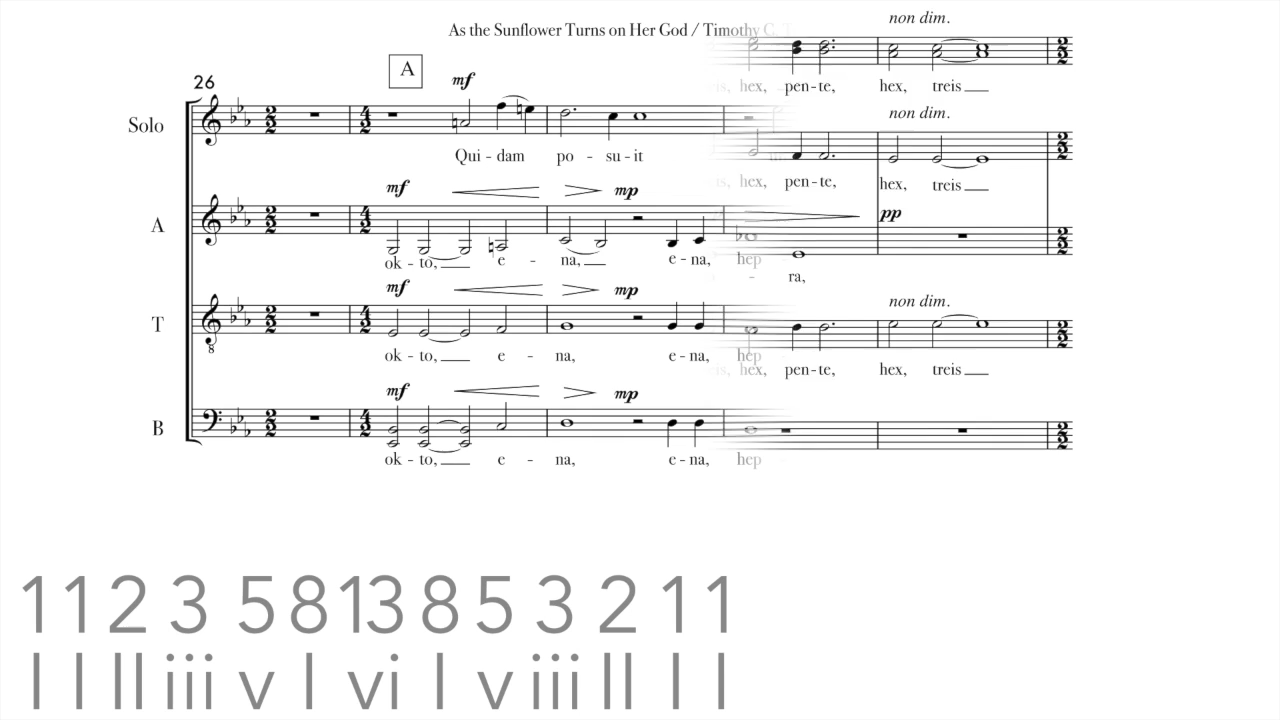 non dim.
As the Sunflower Turns on Her God / Timothy C. T
hex, pen-te, hex, treis
26
A
mf
non dim.
Solo
Qui - dam po - su - it
hex, pen-te, hex, treis
mf mp pp
A
ok - to, e - na, e - na, hep
- ra,
mf mp non dim.
T
ok - to, e - na, e - na, hep
hex, pen-te, hex, treis
mf mp
B
ok - to, e - na, e - na, hep
1 1 2 3 5 8 13 8 5 3 2 1 1
I I II iii v I vi I v iii II I I